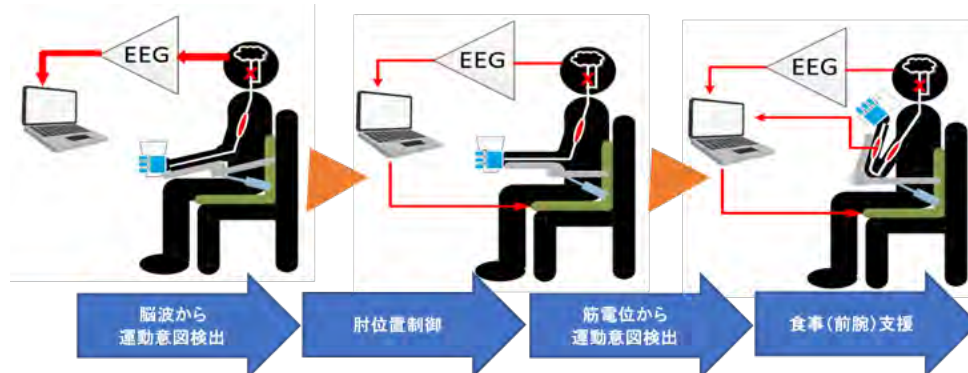 EEG
EEG
EEG
脳波から
運動意図検出
肘位置制御
筋電位から
運動意図検出
食事(前腕)支援